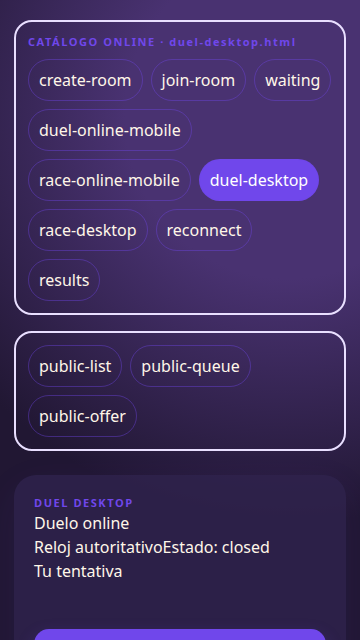 CATÁLOGO ONLINE · duel-desktop.html
create-room join-room waiting
duel-online-mobile
race-online-mobile duel-desktop
race-desktop reconnect
results
public-list public-queue
public-offer
DUEL DESKTOP
Duelo online
Reloj autoritativoEstado: closed
Tu tentativa